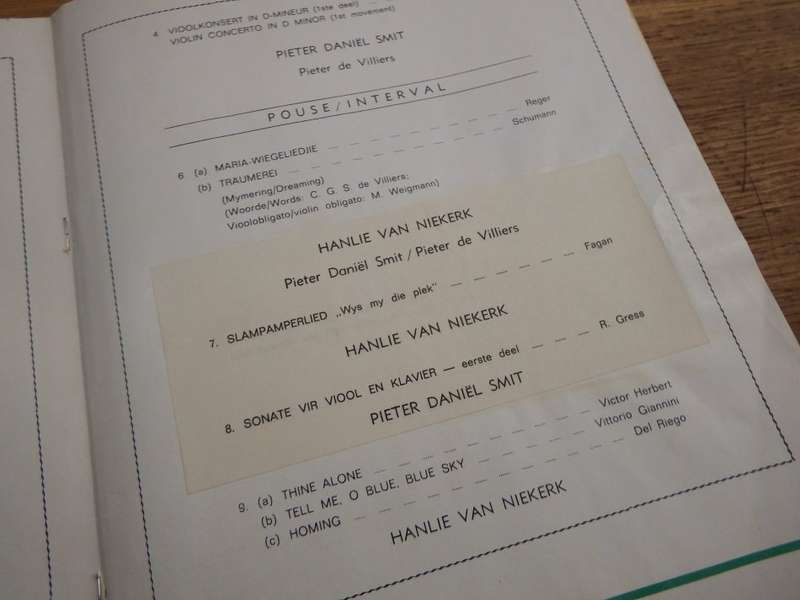 4. VIOOLKONSERT IN D-MINEUR (1ste deel) — —
VIOLIN CONCERTO IN D MINOR (1st movement)
PIETER DANIEL SMIT
Pieter de Villiers
POUSE/INTERVAL
6 (a) MARIA-WIEGELIEDJIE — — — — — — — — Reger
(b) TRAUMEREI — — — — — — — — — Schumann
(Mymering/Dreaming)
(Woorde/Words: C. G. S. de Villiers;
Vioolobligato/violin obligato: M. Weigmann)
HANLIE VAN NIEKERK
Pieter Daniël Smit / Pieter de Villiers
7. SLAMPAMPERLIED „Wys my die plek” — — — — — — Fagan
HANLIE VAN NIEKERK
8. SONATE VIR VIOOL EN KLAVIER — eerste deel — — — R. Gress
PIETER DANIËL SMIT
9. (a) THINE ALONE — — — — — — — — — Victor Herbert
(b) TELL ME, O BLUE, BLUE SKY — — — — — Vittorio Giannini
(c) HOMING — — — — — — — — — — — Del Riego
HANLIE VAN NIEKERK